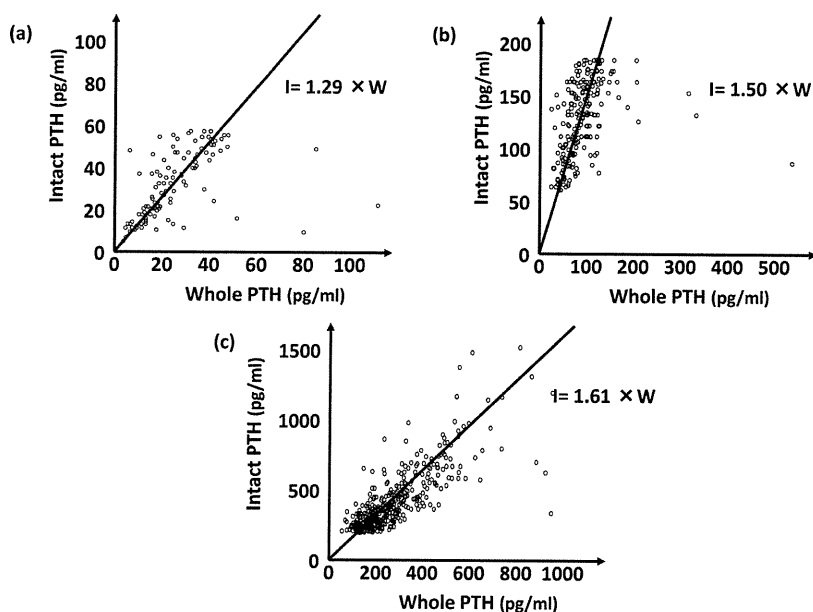 (a)
100
80
60
40
20
0
Intact PTH (pg/ml)
I= 1.29 × W
0 20 40 60 80 100
Whole PTH (pg/ml)
(b)
200
150
100
50
0
Intact PTH (pg/ml)
I= 1.50 × W
0 100 200 300 400 500
Whole PTH (pg/ml)
(c)
1500
1000
500
0
Intact PTH (pg/ml)
I= 1.61 × W
0 200 400 600 800 1000
Whole PTH (pg/ml)